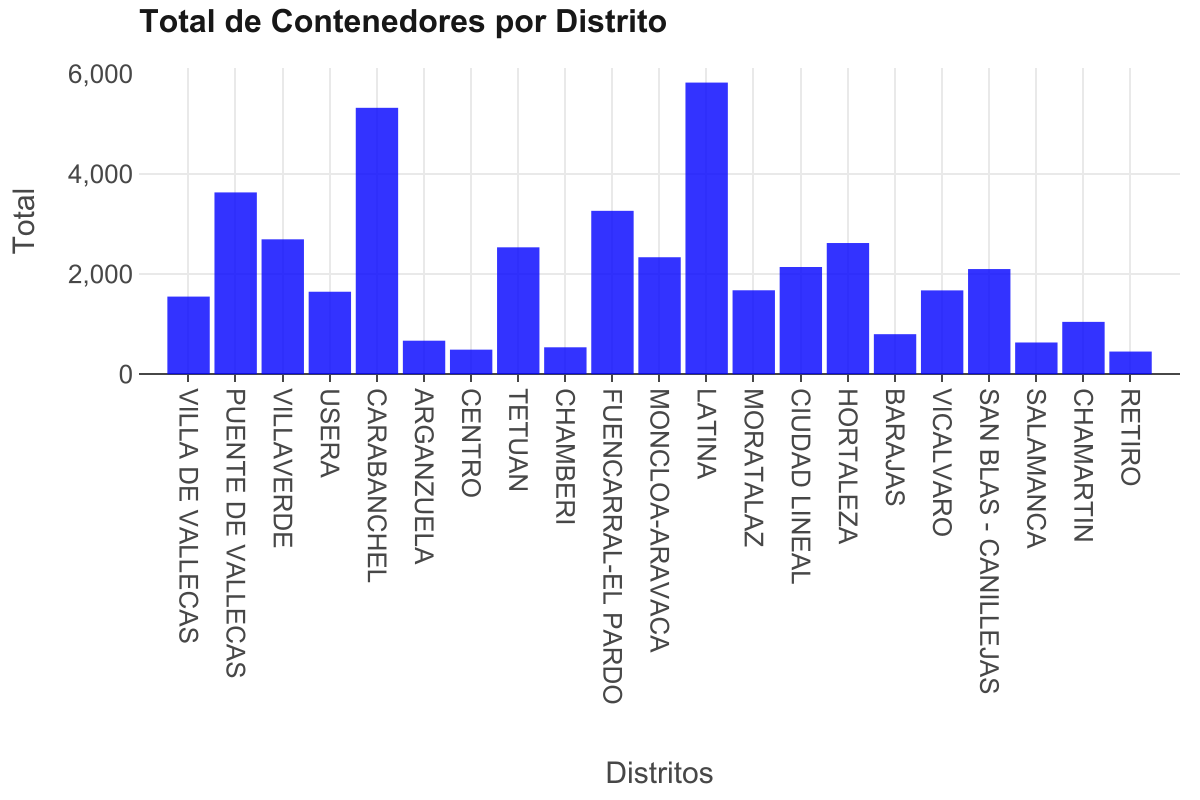 Total de Contenedores por Distrito
6,000
4,000
2,000
0
Total
VILLA DE VALLECAS
PUENTE DE VALLECAS
VILLAVERDE
USERA
CARABANCHEL
ARGANZUELA
CENTRO
TETUAN
CHAMBERI
FUENCARRAL-EL PARDO
MONCLOA-ARAVACA
LATINA
MORATALAZ
CIUDAD LINEAL
HORTALEZA
BARAJAS
VICALVARO
SAN BLAS - CANILLEJAS
SALAMANCA
CHAMARTIN
RETIRO
Distritos